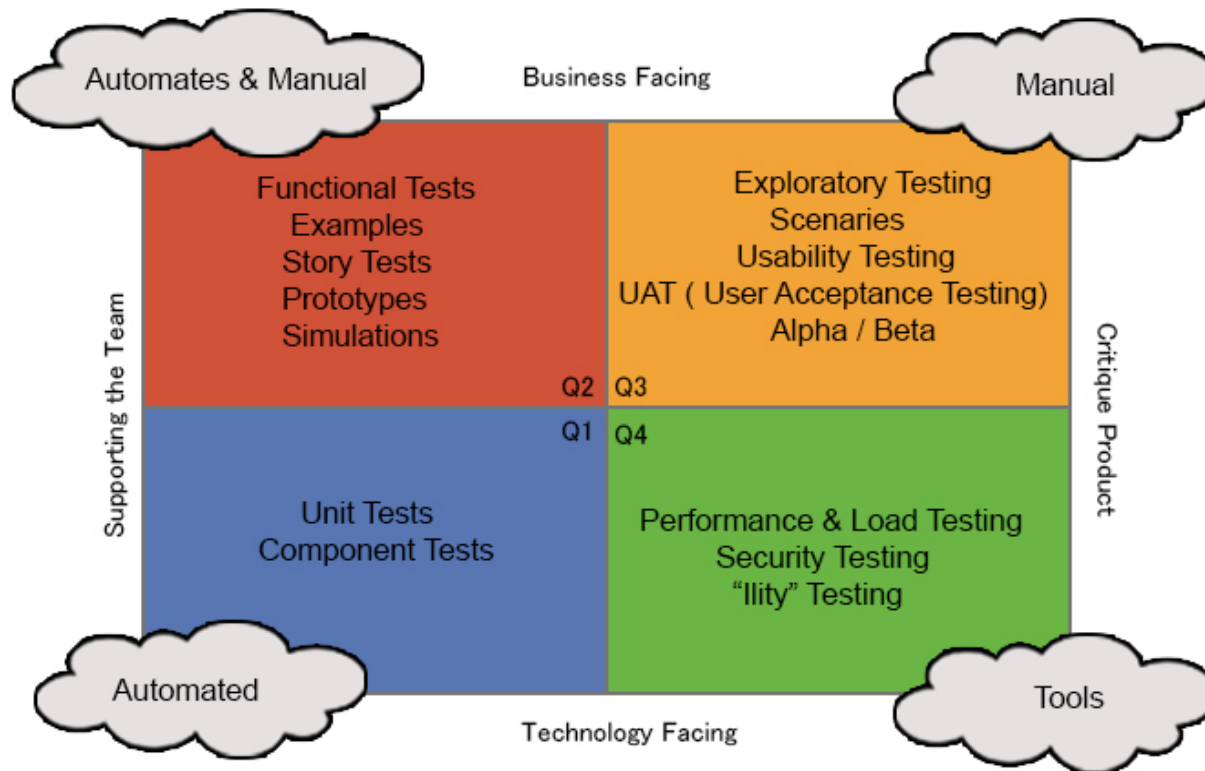 Automates & Manual
Business Facing
Manual
Functional Tests
Examples
Story Tests
Prototypes
Simulations
Q2
Exploratory Testing
Scenaries
Usability Testing
UAT ( User Acceptance Testing)
Alpha / Beta
Q3
Supporting the Team
Critique Product
Q1
Unit Tests
Component Tests
Q4
Performance & Load Testing
Security Testing
“Ility” Testing
Automated
Technology Facing
Tools